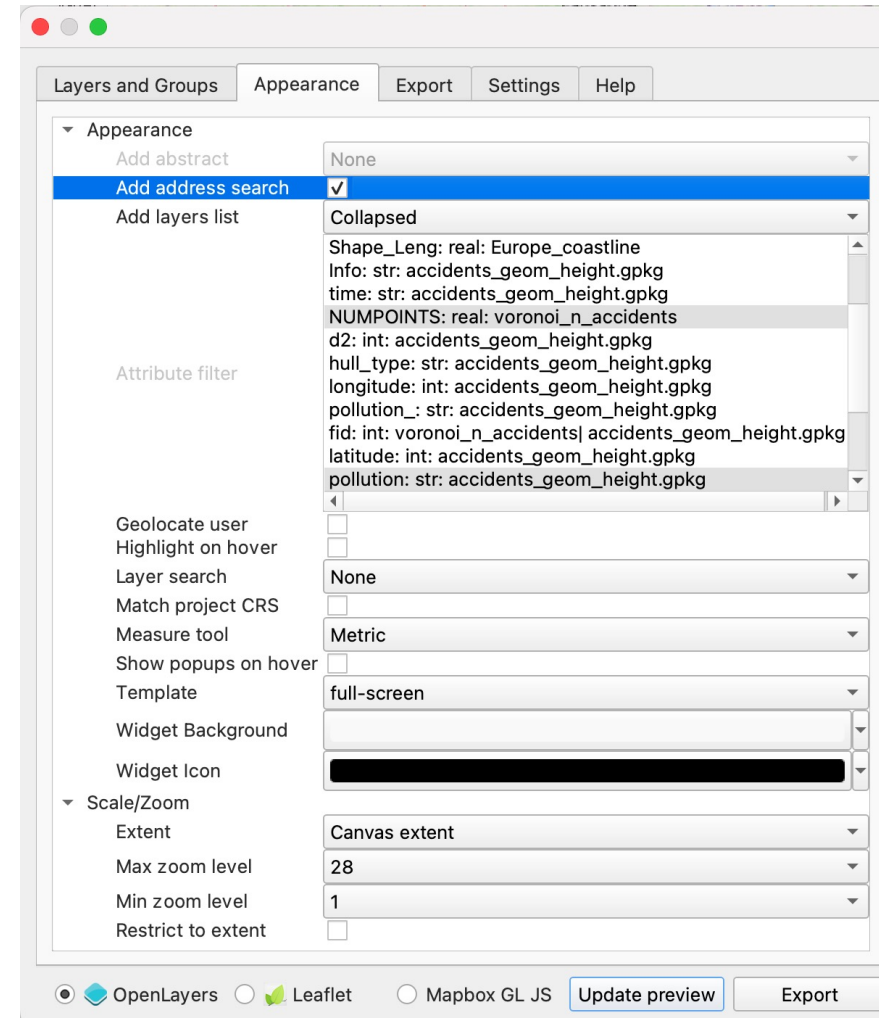 Layers and Groups Appearance Export Settings Help
Appearance
Add abstract None
Add address search
Add layers list Collapsed
Shape_Leng: real: Europe_coastline
Info: str: accidents_geom_height.gpkg
time: str: accidents_geom_height.gpkg
NUMPOINTS: real: voronoi_n_accidents
d2: int: accidents_geom_height.gpkg
hull_type: str: accidents_geom_height.gpkg
Attribute filter
longitude: int: accidents_geom_height.gpkg
pollution_: str: accidents_geom_height.gpkg
fid: int: voronoi_n_accidents| accidents_geom_height.gpkg
latitude: int: accidents_geom_height.gpkg
pollution: str: accidents_geom_height.gpkg
Geolocate user
Highlight on hover
Layer search None
Match project CRS
Measure tool Metric
Show popups on hover
Template full-screen
Widget Background
Widget Icon
Scale/Zoom
Extent Canvas extent
Max zoom level 28
Min zoom level 1
Restrict to extent
OpenLayers Leaflet Mapbox GL JS Update preview Export